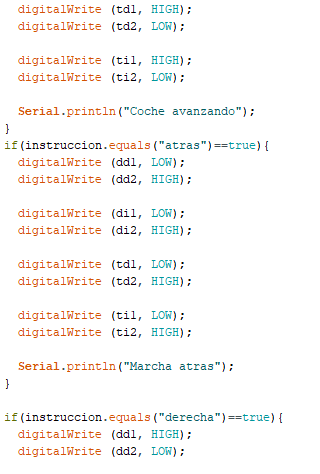 digitalWrite (td1, HIGH);
digitalWrite (td2, LOW);
digitalWrite (ti1, HIGH);
digitalWrite (ti2, LOW);
Serial.println("Coche avanzando");
}
if(instruccion.equals("atras")==true){
digitalWrite (dd1, LOW);
digitalWrite (dd2, HIGH);
digitalWrite (di1, LOW);
digitalWrite (di2, HIGH);
digitalWrite (td1, LOW);
digitalWrite (td2, HIGH);
digitalWrite (ti1, LOW);
digitalWrite (ti2, HIGH);
Serial.println("Marcha atras");
}
if(instruccion.equals("derecha")==true){
digitalWrite (dd1, HIGH);
digitalWrite (dd2, LOW);